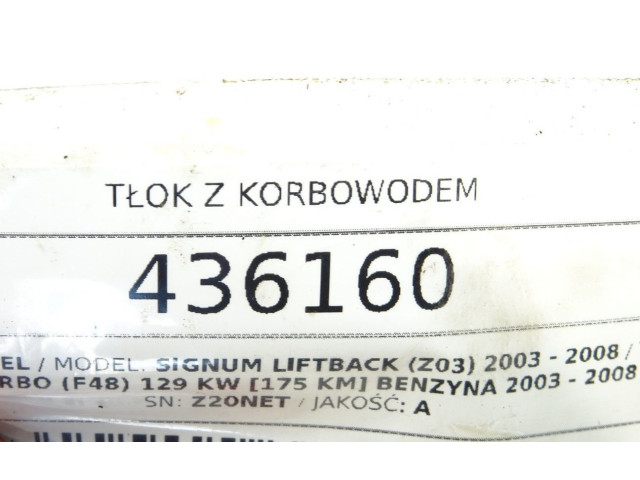 TŁOK Z KORBOWODEM
436160
EL / MODEL: SIGNUM LIFTBACK (Z03) 2003 - 2008 /
RBO (F48) 129 KW [175 KM] BENZYNA 2003 - 2008
SN: Z20NET / JAKOŚĆ: A